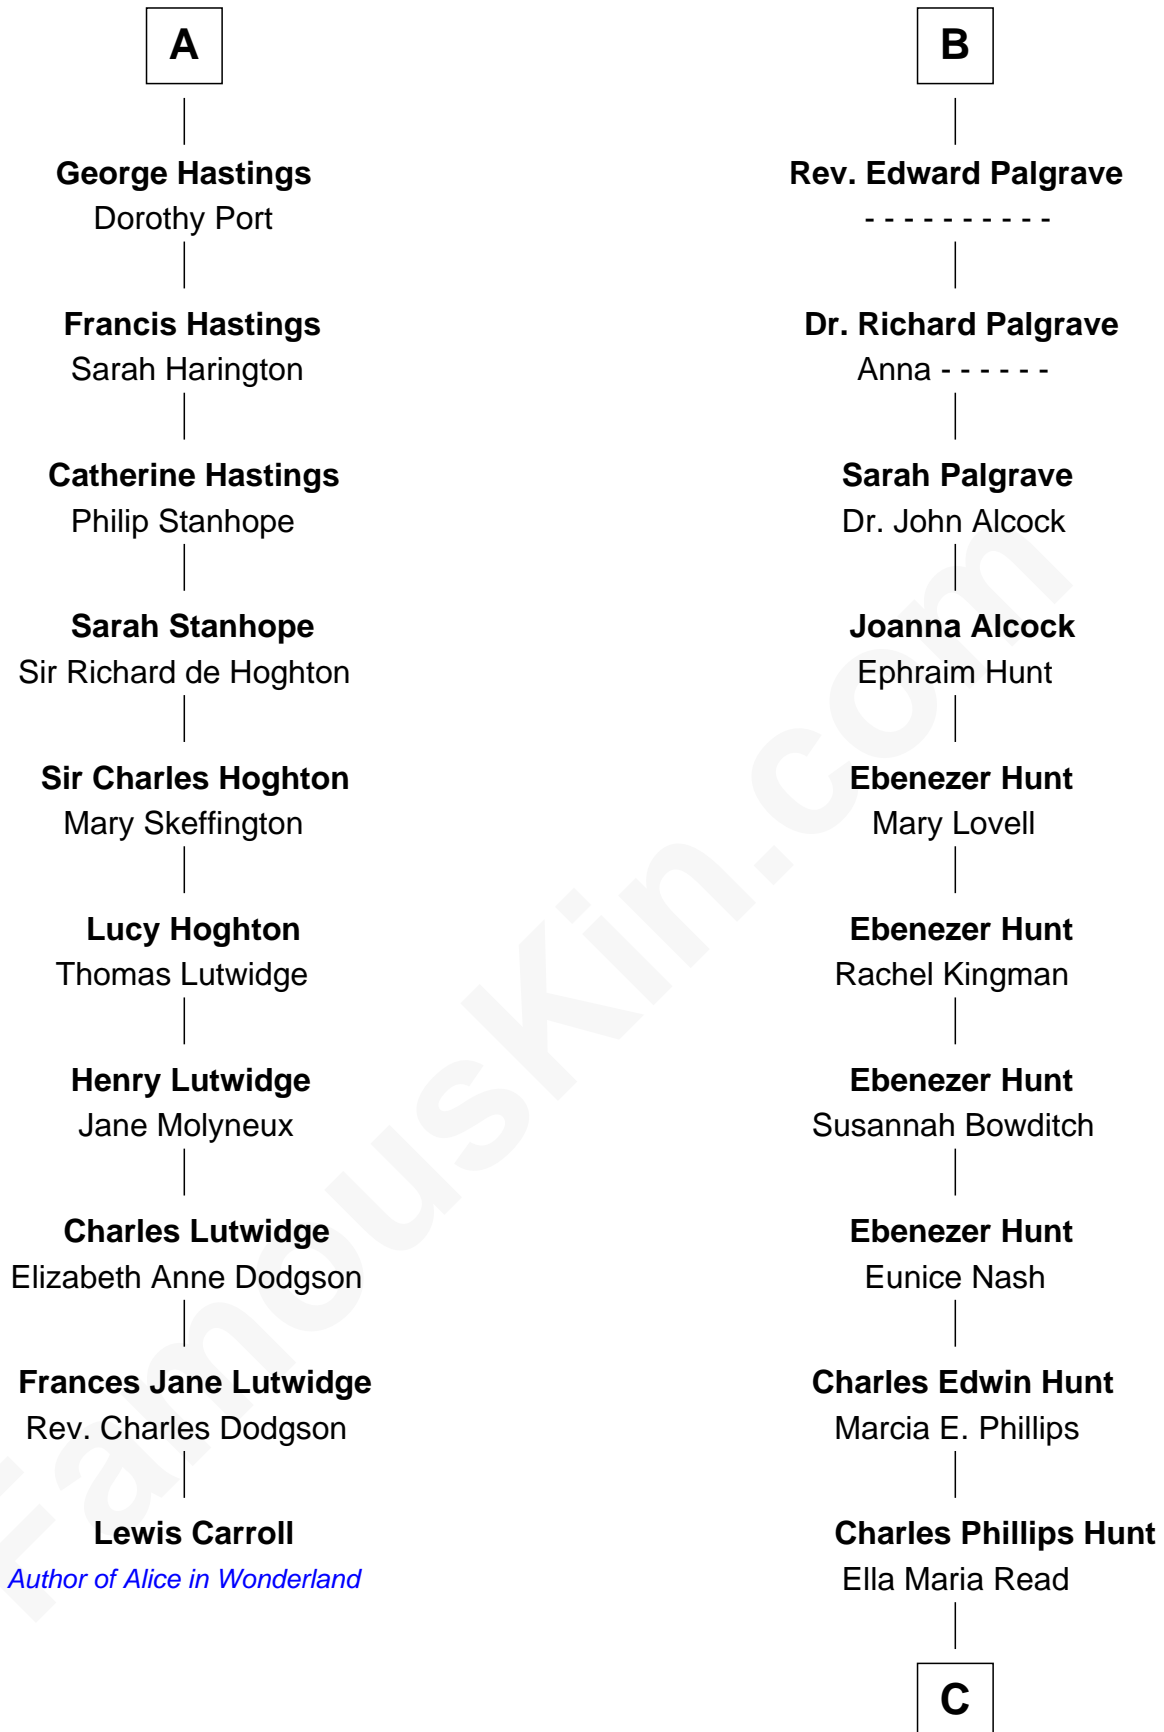 A
George Hastings
Dorothy Port
Francis Hastings
Sarah Harington
Catherine Hastings
Philip Stanhope
Sarah Stanhope
Sir Richard de Hoghton
Sir Charles Hoghton
Mary Skeffington
Lucy Hoghton
Thomas Lutwidge
Henry Lutwidge
Jane Molyneux
Charles Lutwidge
Elizabeth Anne Dodgson
Frances Jane Lutwidge
Rev. Charles Dodgson
Lewis Carroll
Author of Alice in Wonderland
B
Rev. Edward Palgrave
- - - - - - - - - -
Dr. Richard Palgrave
Anna - - - - - -
Sarah Palgrave
Dr. John Alcock
Joanna Alcock
Ephraim Hunt
Ebenezer Hunt
Mary Lovell
Ebenezer Hunt
Rachel Kingman
Ebenezer Hunt
Susannah Bowditch
Ebenezer Hunt
Eunice Nash
Charles Edwin Hunt
Marcia E. Phillips
Charles Phillips Hunt
Ella Maria Read
C
FamousKin.com